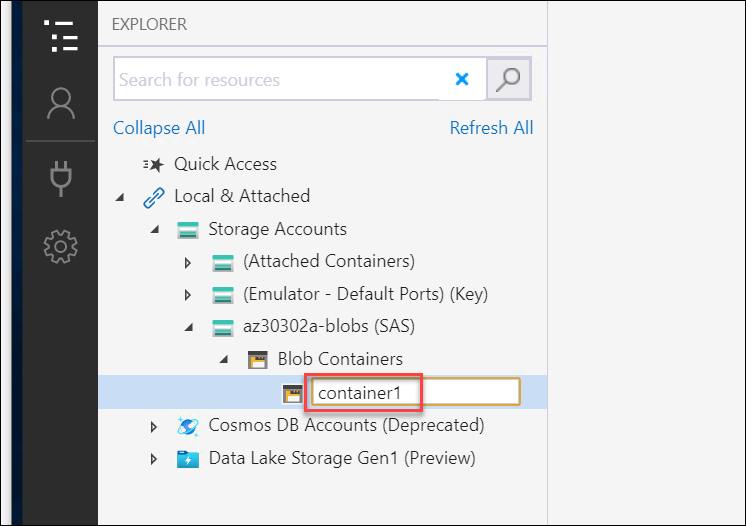 EXPLORER
Search for resources
Collapse All Refresh All
Quick Access
Local & Attached
Storage Accounts
(Attached Containers)
(Emulator - Default Ports) (Key)
az30302a-blobs (SAS)
Blob Containers
container1
Cosmos DB Accounts (Deprecated)
Data Lake Storage Gen1 (Preview)